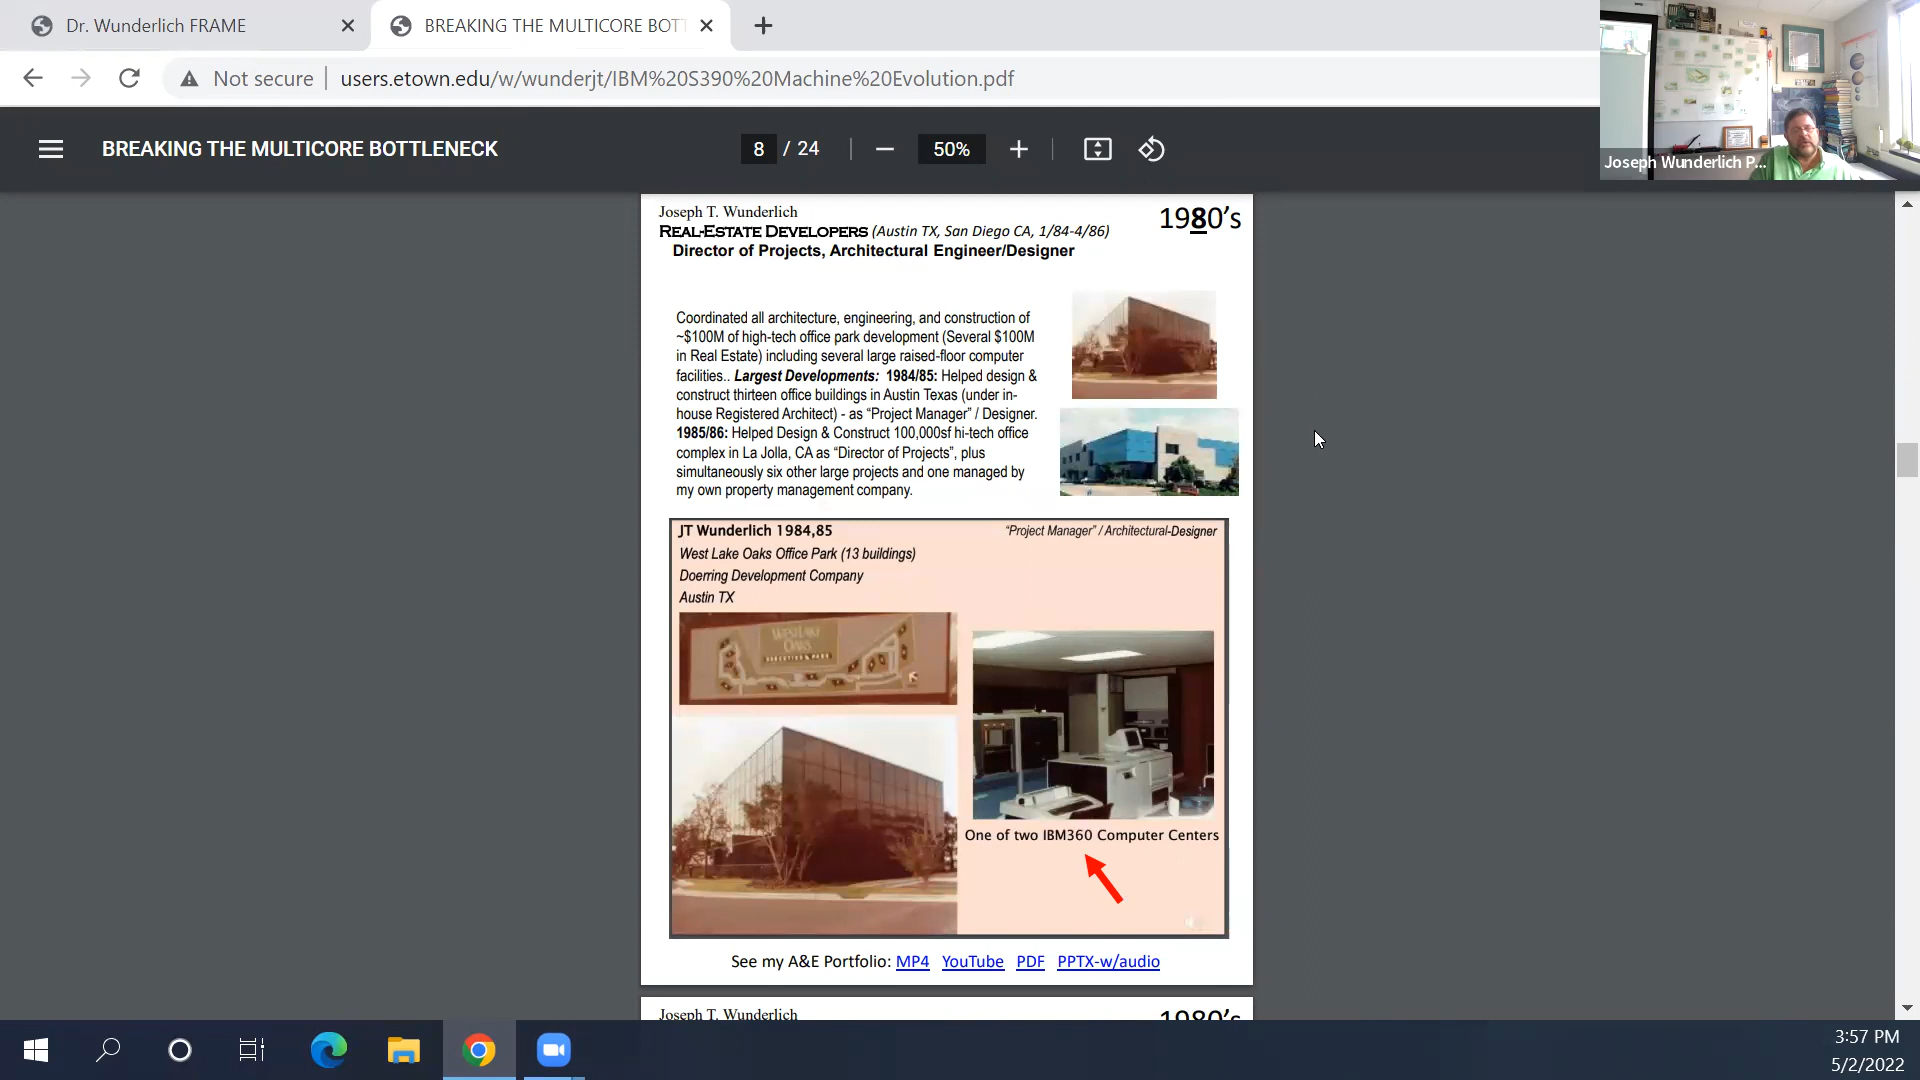 Dr. Wunderlich FRAME
BREAKING THE MULTICORE BOTT
Not secure
users.etown.edu/w/wunderjt/IBM%20S390%20Machine%20Evolution.pdf
BREAKING THE MULTICORE BOTTLENECK
8 / 24
50%
Joseph Wunderlich P...
Joseph T. Wunderlich
1980's
REAL-ESTATE DEVELOPERS (Austin TX, San Diego CA, 1/84-4/86)
Director of Projects, Architectural Engineer/Designer
Coordinated all architecture, engineering, and construction of
~$100M of high-tech office park development (Several $100M
in Real Estate) including several large raised-floor computer
facilities.. Largest Developments: 1984/85: Helped design &
construct thirteen office buildings in Austin Texas (under in-
house Registered Architect) - as “Project Manager” / Designer.
1985/86: Helped Design & Construct 100,000sf hi-tech office
complex in La Jolla, CA as “Director of Projects”, plus
simultaneously six other large projects and one managed by
my own property management company.
JT Wunderlich 1984,85
“Project Manager” / Architectural-Designer
West Lake Oaks Office Park (13 buildings)
Doerring Development Company
Austin TX
WESTLAKE
OAKS
EXECUTIVE PARK
One of two IBM360 Computer Centers
See my A&E Portfolio: MP4 YouTube PDF PPTX-w/audio
Joseph T. Wunderlich
1980's
3:57 PM
5/2/2022